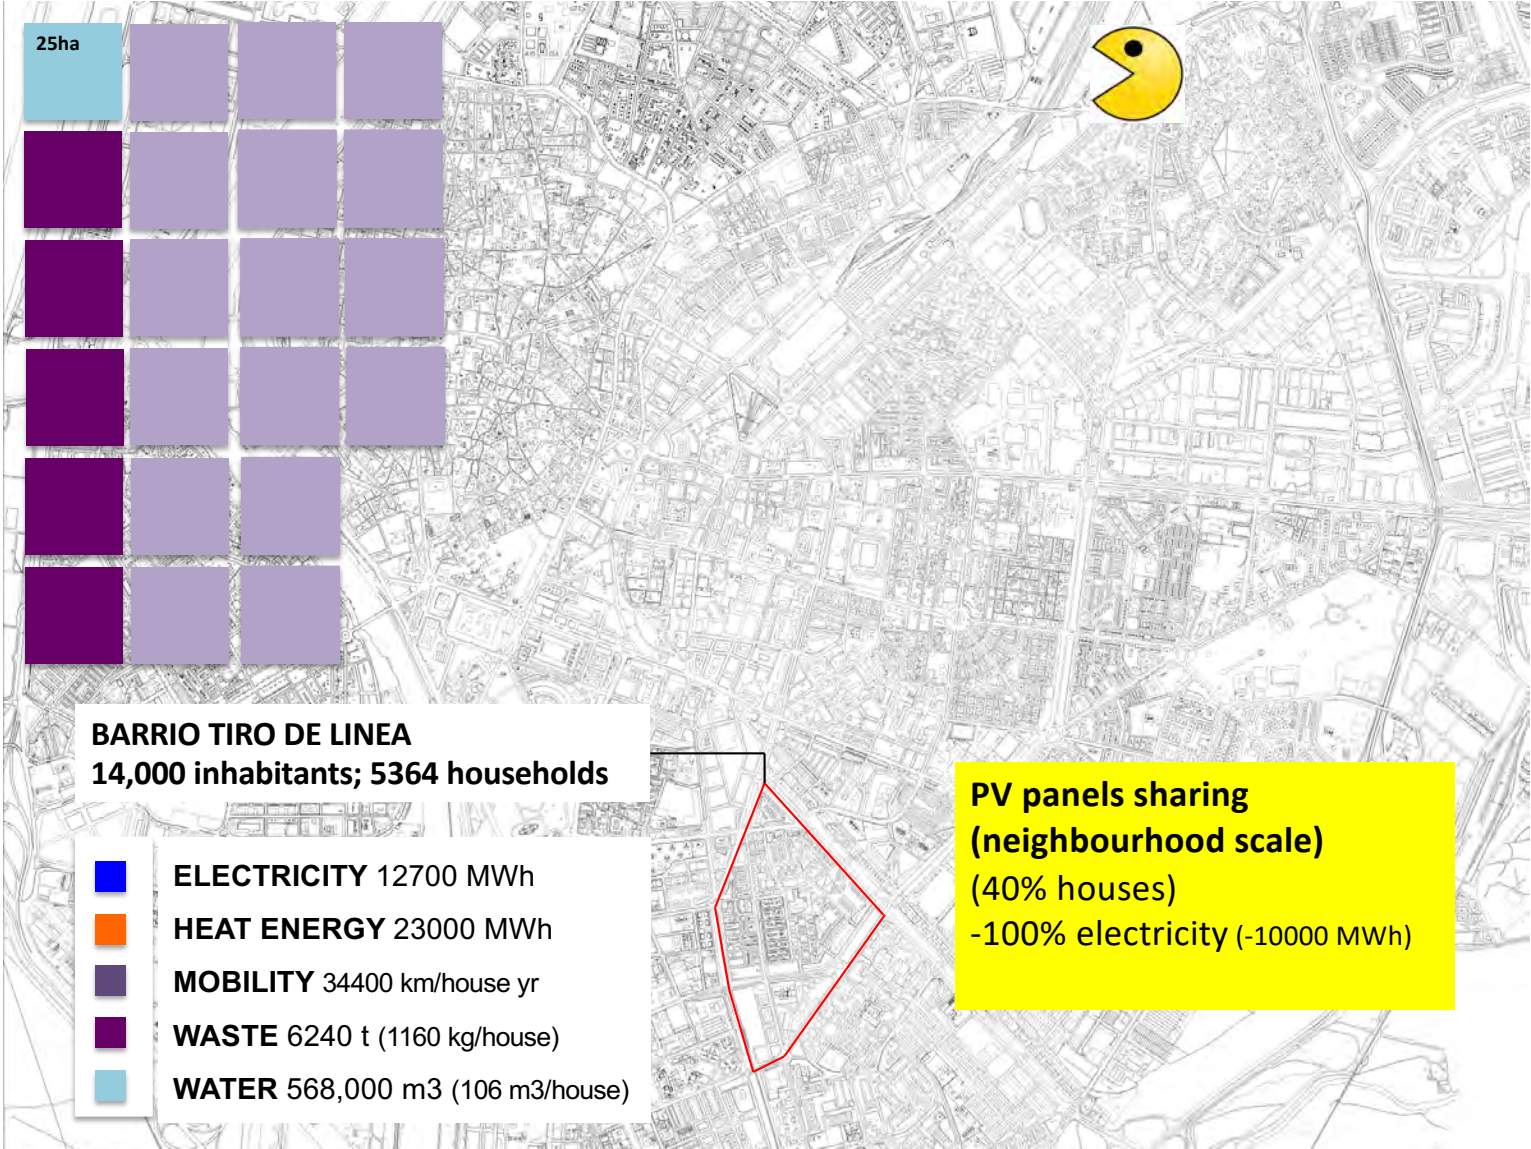 25ha
BARRIO TIRO DE LINEA
14,000 inhabitants; 5364 households
ELECTRICITY 12700 MWh
HEAT ENERGY 23000 MWh
MOBILITY 34400 km/house yr
WASTE 6240 t (1160 kg/house)
WATER 568,000 m3 (106 m3/house)
PV panels sharing
(neighbourhood scale)
(40% houses)
-100% electricity (-10000 MWh)